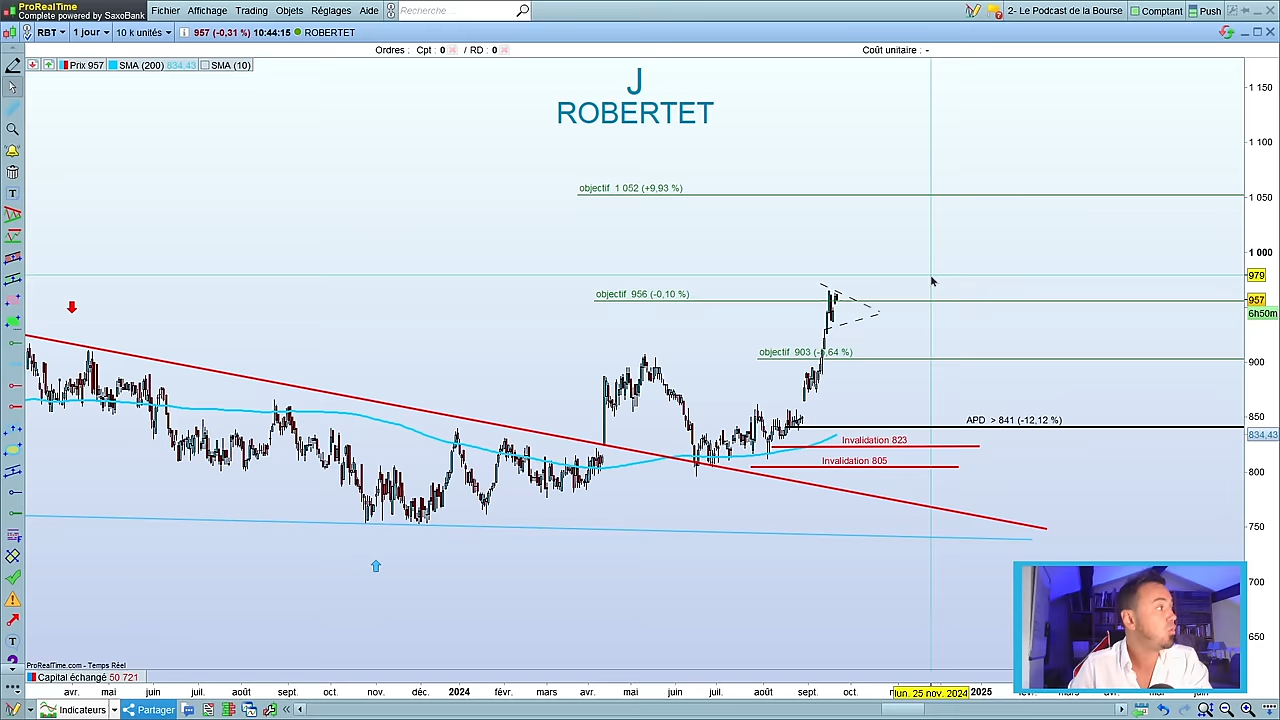 ProRealTime
Complete powered by SaxoBank
Fichier Affichage Trading Objets Réglages Aide Recherche
2- Le Podcast de la Bourse Comptant Push
RBT 1 jour 10 k unités 957 (-0,31 %) 10:44:15 ROBERTET
Ordres : Cpt : 0 / RD : 0 Coût unitaire : -
Prix 957 SMA (200) 834.43 SMA (10)
J
ROBERTET
1 150
1 100
objectif 1 052 (+9,93 %)
1 050
1 000
979
objectif 956 (-0,10 %)
957
6h50m
objectif 903 (-5,64 %)
900
850
APD > 841 (-12,12 %)
834.43
Invalidation 823
Invalidation 805
800
750
700
650
ProRealTime.com - Temps Réel
Capital échangé 50 721
avr. mai juin juil. août sept. oct. nov. déc. 2024 févr. mars avr. mai juin juil. août sept. oct. lun. 25 nov. 2024 2025
Indicateurs Partager